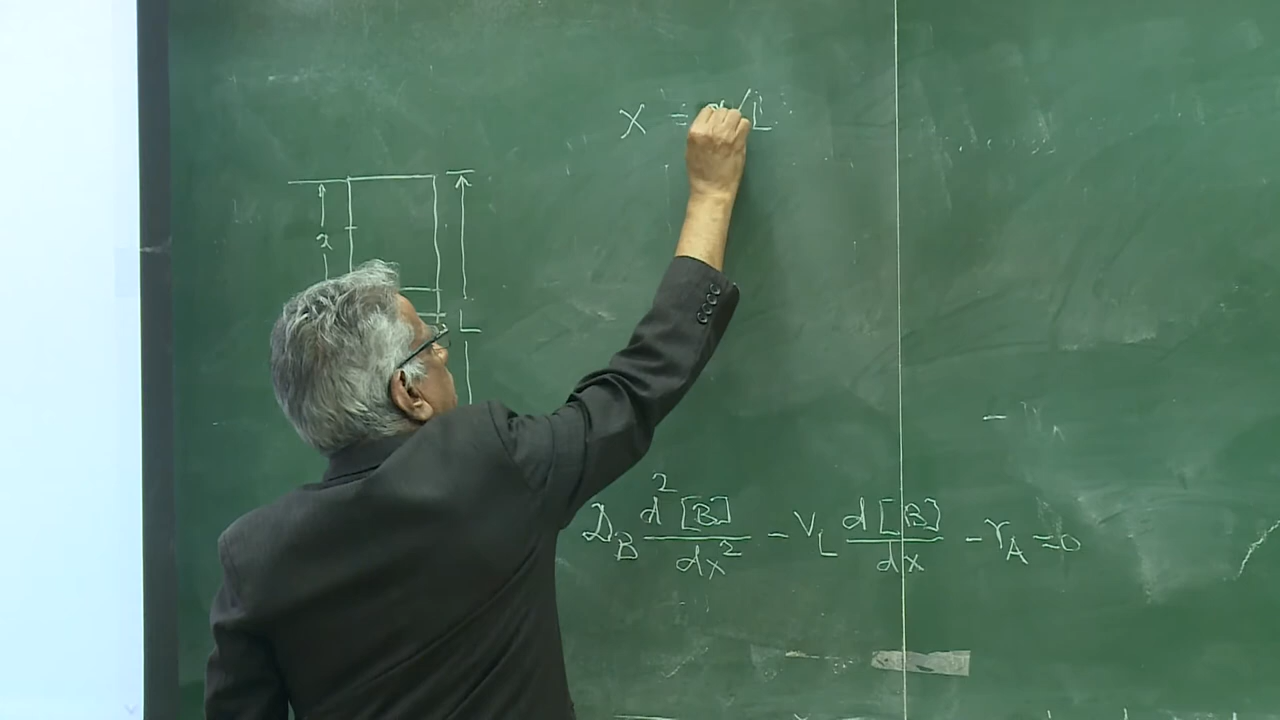 X = x/L
x
L
D_B d²[B]/dx² - V_L d[B]/dx - r_A = 0